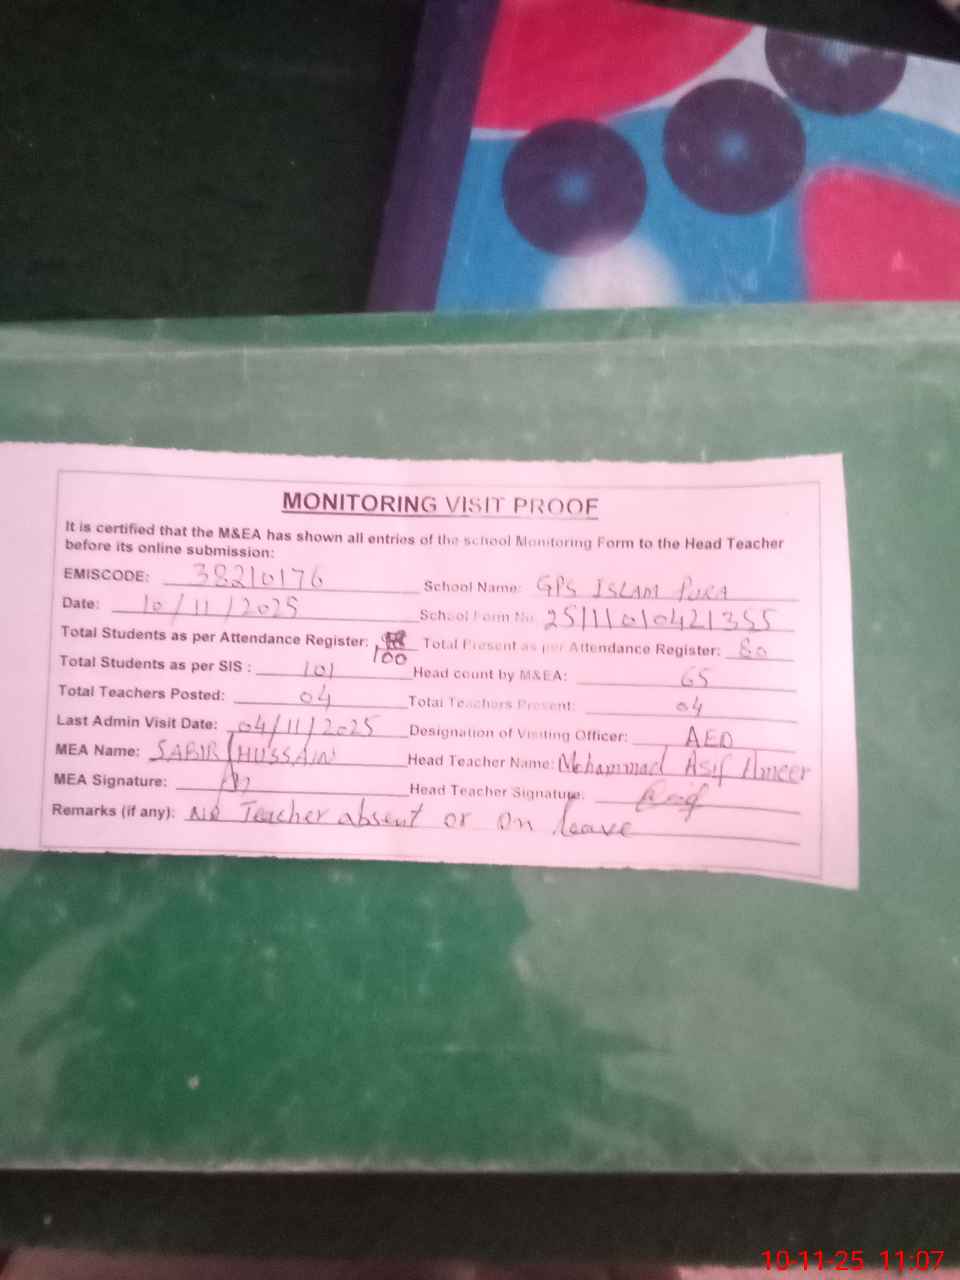 MONITORING VISIT PROOF
It is certified that the M&EA has shown all entries of the school Monitoring Form to the Head Teacher
before its online submission:
EMISCODE: 38210176 School Name: GPS ISLAM PURA
Date: 10/11/2025 School Form No 25111010421355
Total Students as per Attendance Register: 100 Total Present as per Attendance Register: 80
Total Students as per SIS : 101 Head count by M&EA: 65
Total Teachers Posted: 04 Total Teachers Present: 04
Last Admin Visit Date: 04/11/2025 Designation of Visiting Officer: AEO
MEA Name: SABIR HUSSAIN Head Teacher Name: Mohammad Asif
MEA Signature: Head Teacher Signature:
Remarks (if any): No Teacher absent or on leave
10-11-25 11:07